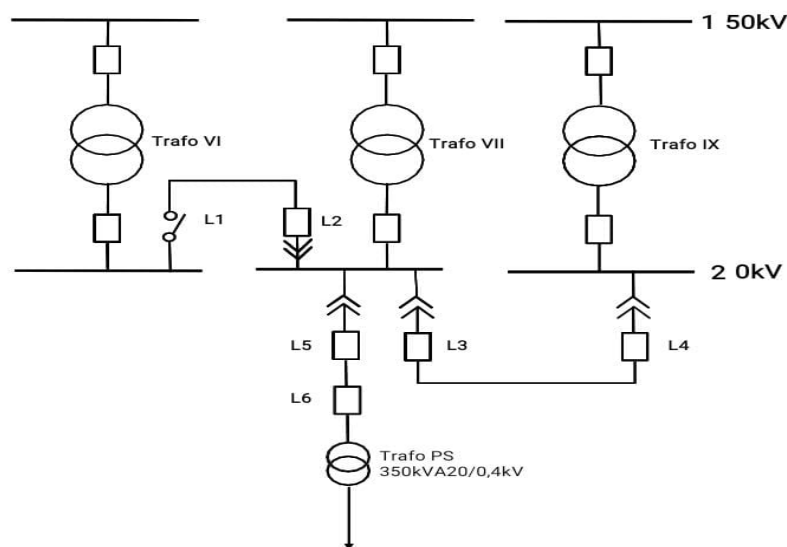 1 50kV
Trafo VI
Trafo VII
Trafo IX
L1
L2
2 0kV
L5
L3
L4
L6
Trafo PS
350kVA20/0,4kV